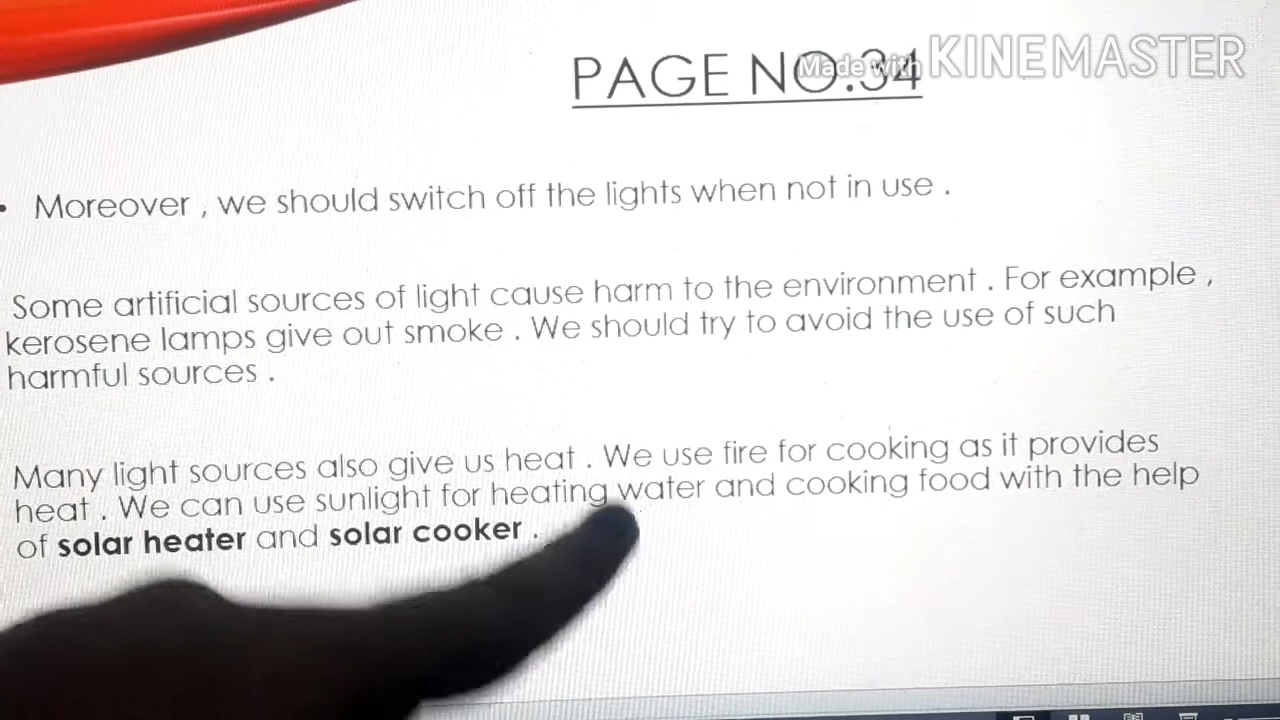 PAGE NO.34
Made with KINEMASTER
• Moreover , we should switch off the lights when not in use .
Some artificial sources of light cause harm to the environment . For example ,
kerosene lamps give out smoke . We should try to avoid the use of such
harmful sources .
Many light sources also give us heat . We use fire for cooking as it provides
heat . We can use sunlight for heating water and cooking food with the help
of solar heater and solar cooker .